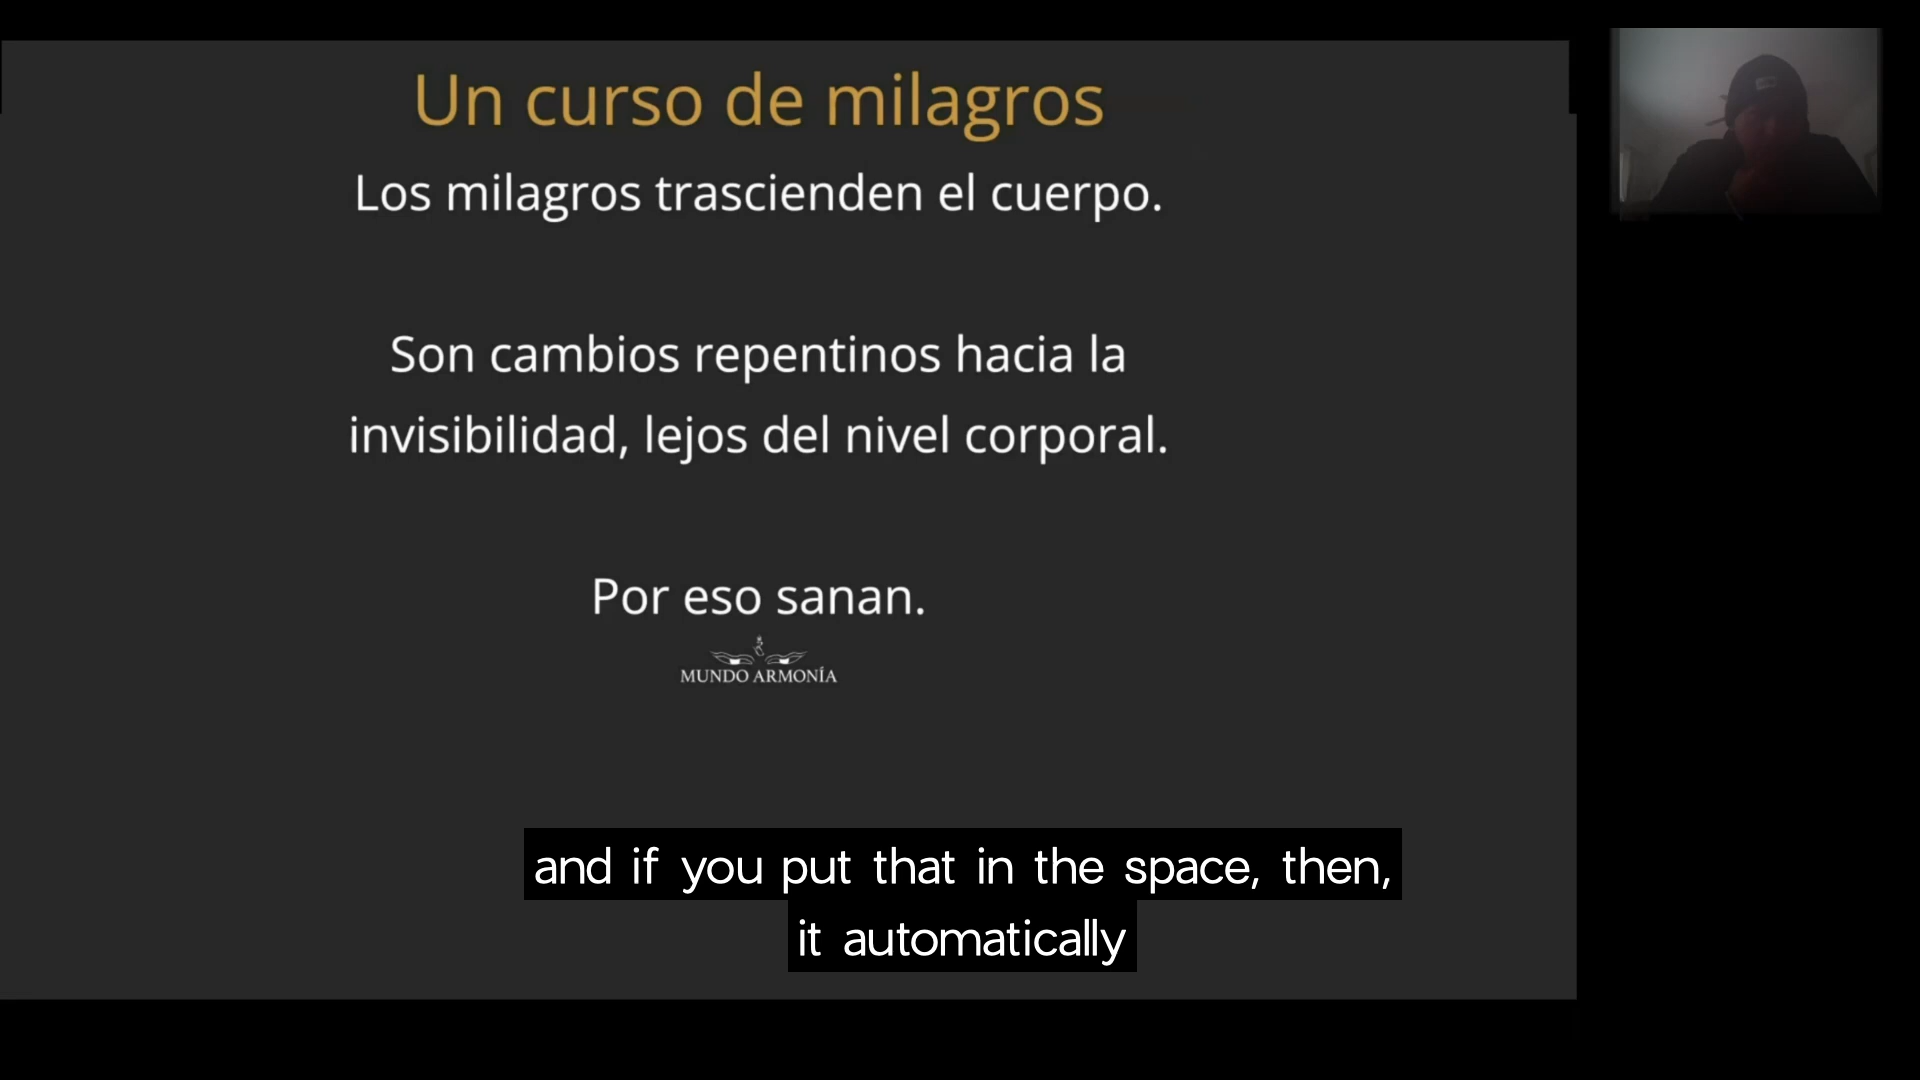 Un curso de milagros
Los milagros trascienden el cuerpo.
Son cambios repentinos hacia la
invisibilidad, lejos del nivel corporal.
Por eso sanan.
MUNDO ARMONÍA
and if you put that in the space, then,
it automatically